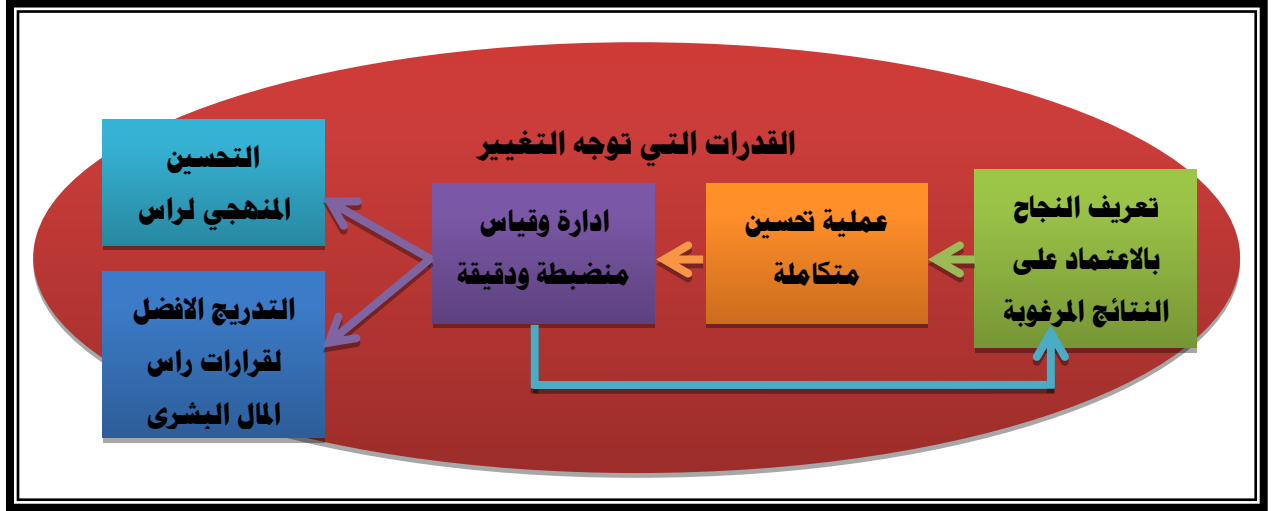 القدرات التي توجه التغيير
تعريف النجاح
بالاعتماد على
النتائج المرغوبة
عملية تحسين
متكاملة
ادارة وقياس
منضبطة ودقيقة
التحسين
المنهجي لراس
التدريج الافضل
لقرارات راس
المال البشرى